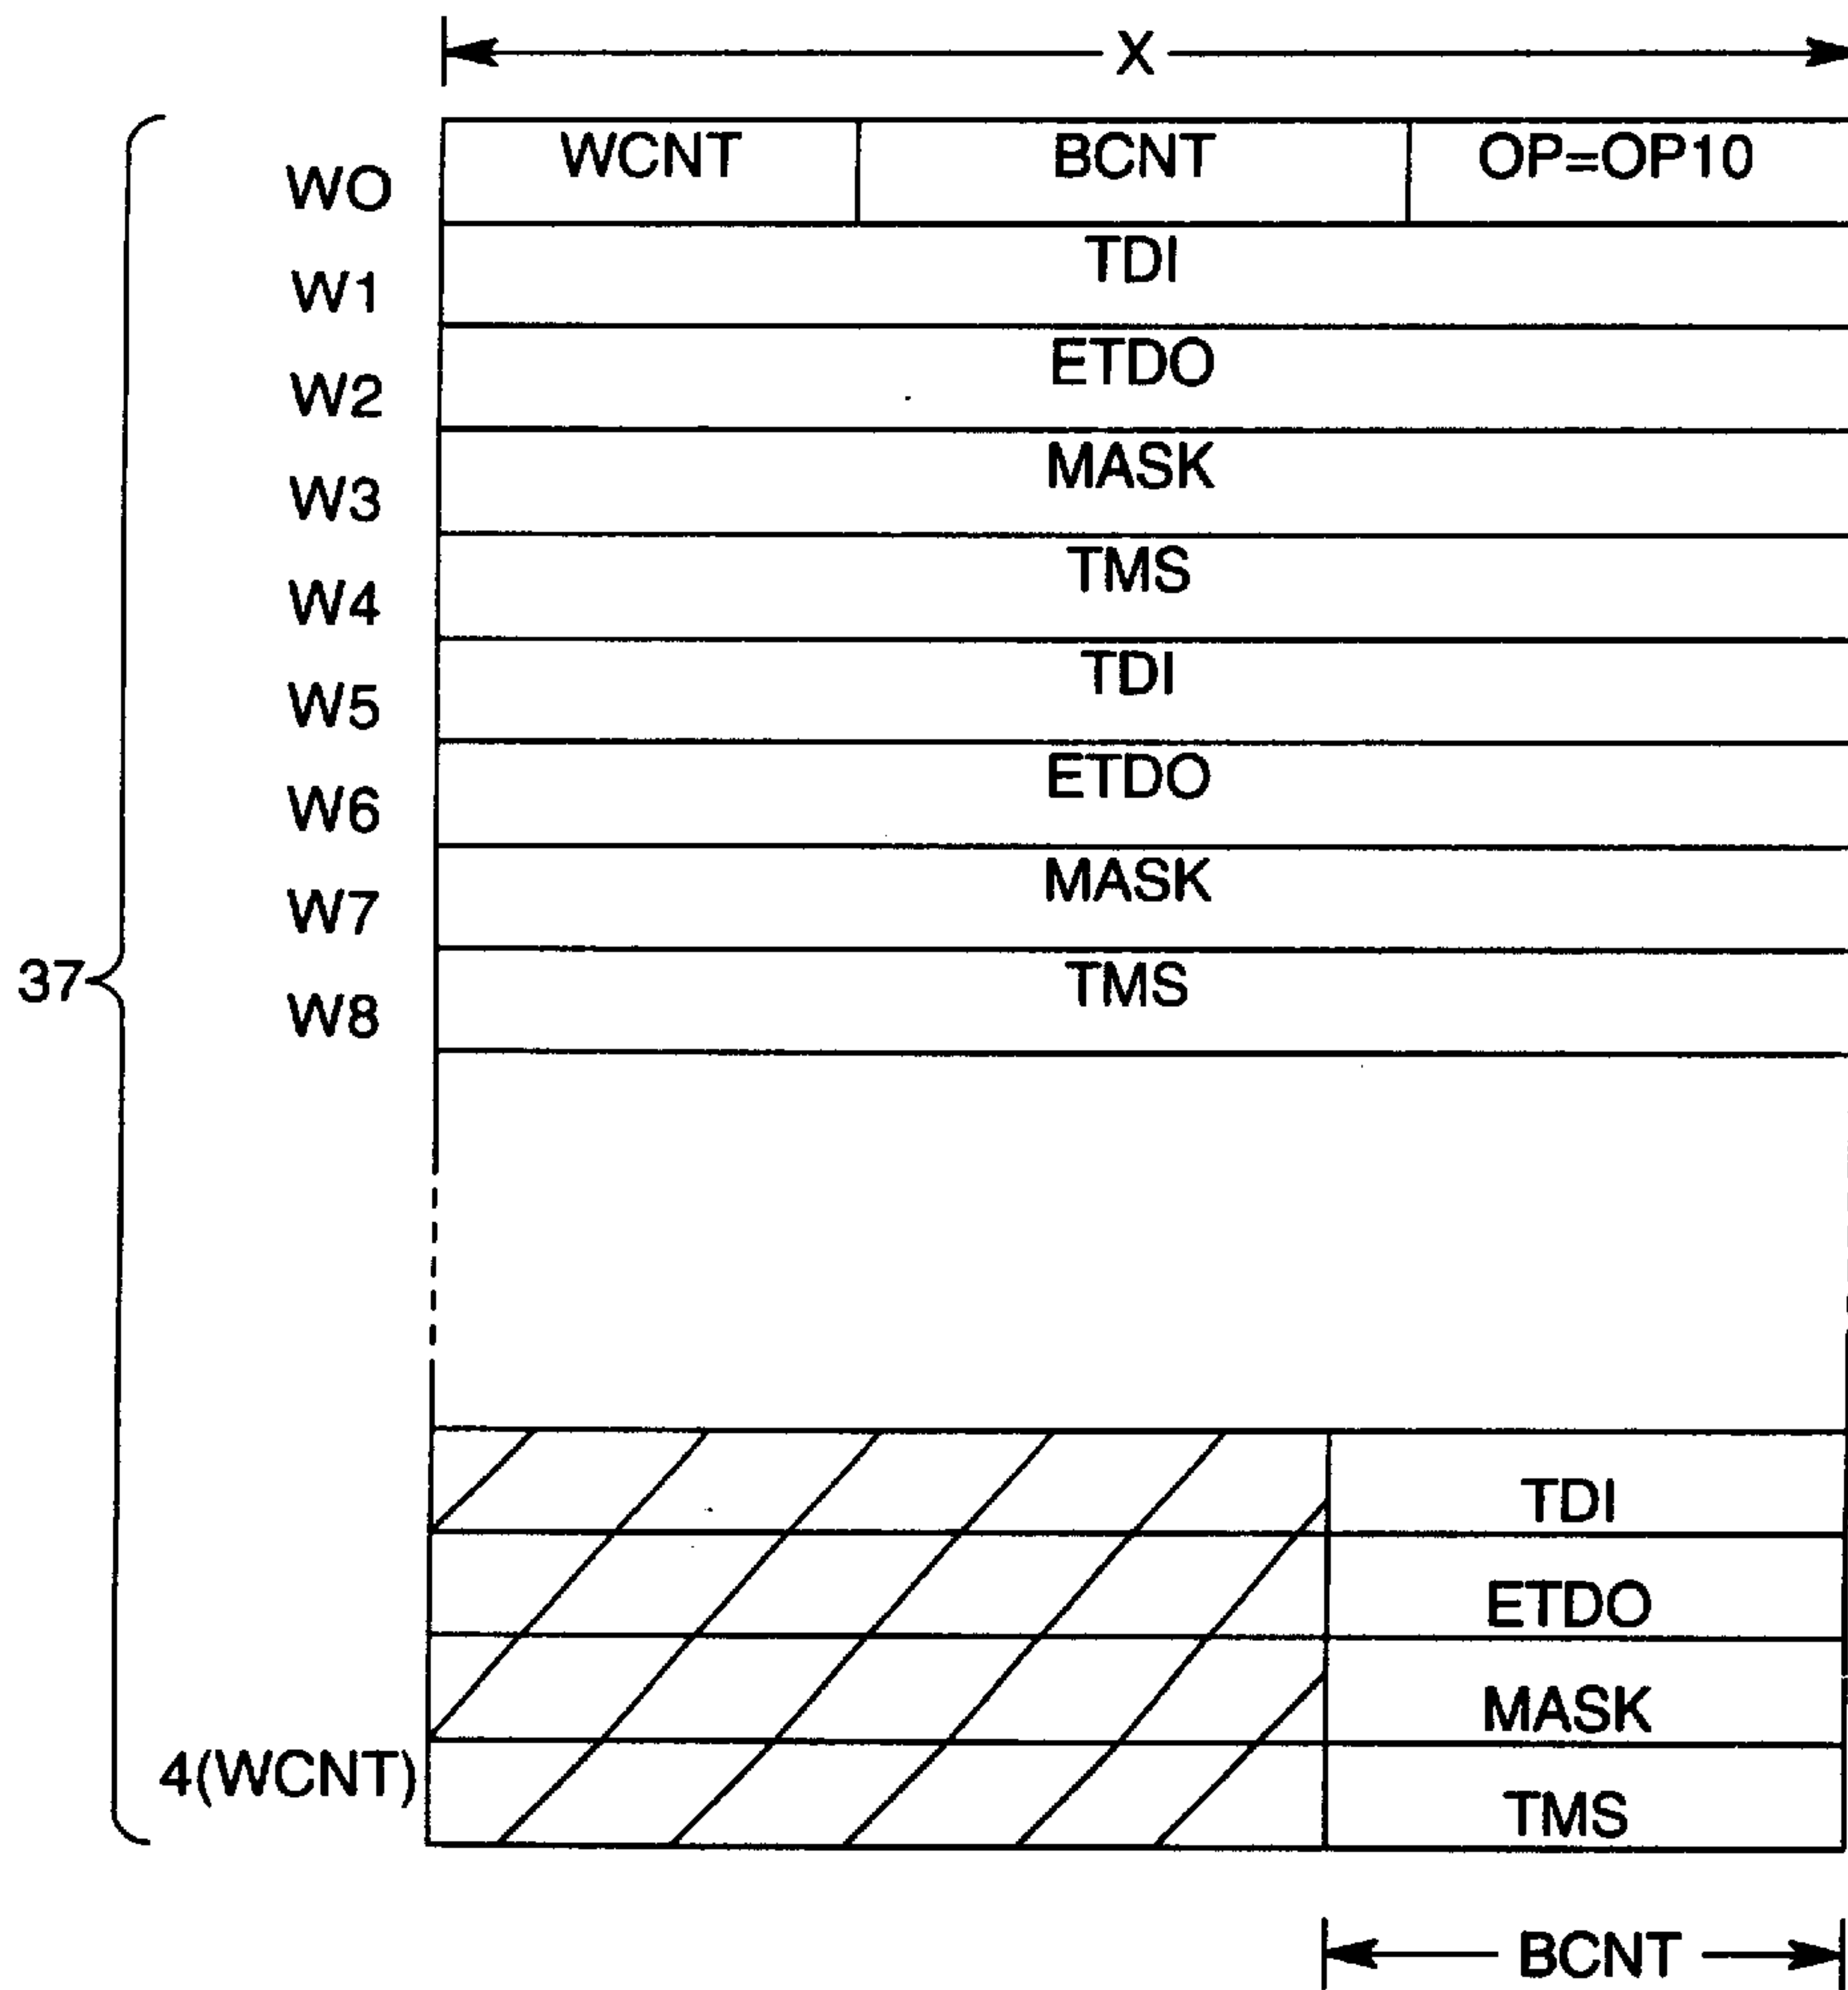 X
WO WCNT BCNT OP=OP10
W1 TDI
W2 ETDO
W3 MASK
W4 TMS
W5 TDI
W6 ETDO
W7 MASK
W8 TMS
37
TDI
ETDO
MASK
4(WCNT) TMS
BCNT